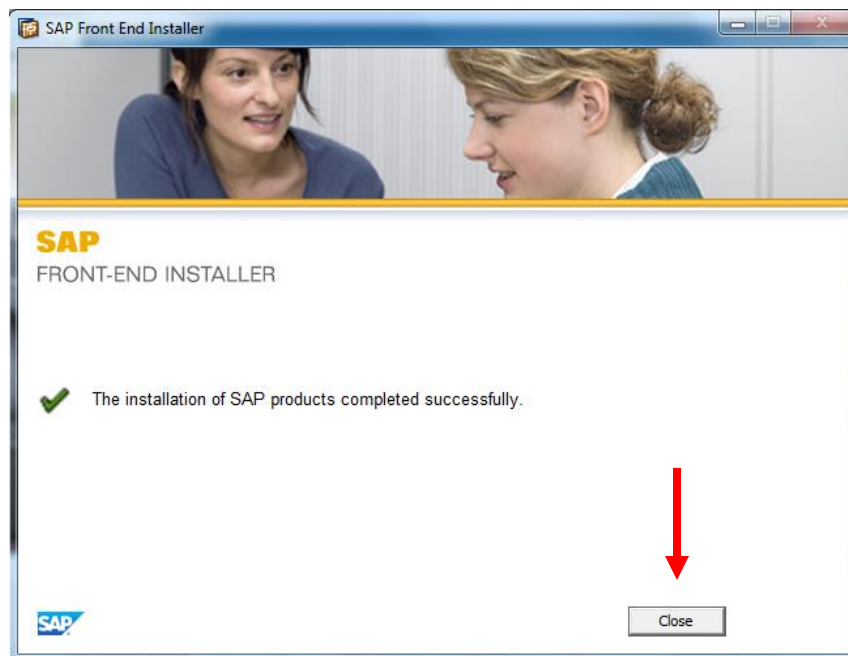 SAP Front End Installer
SAP
FRONT-END INSTALLER
The installation of SAP products completed successfully.
SAP
Close